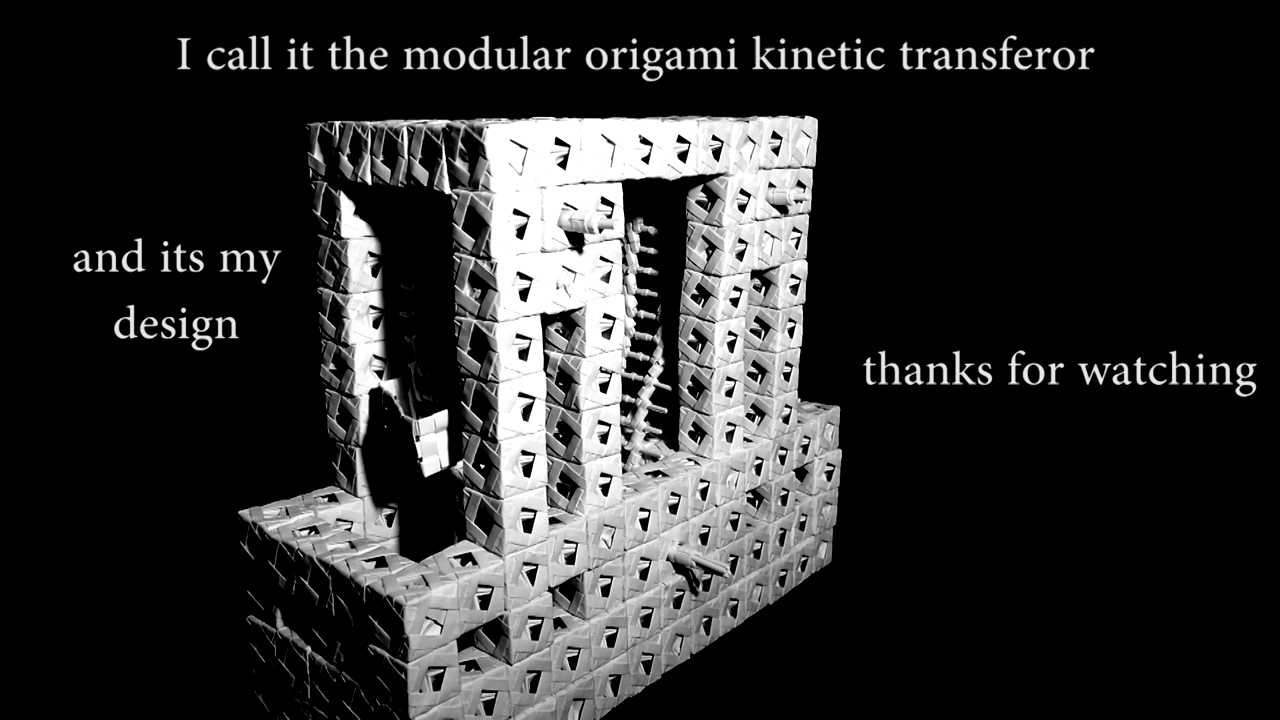 I call it the modular origami kinetic transferor
and its my
design
thanks for watching